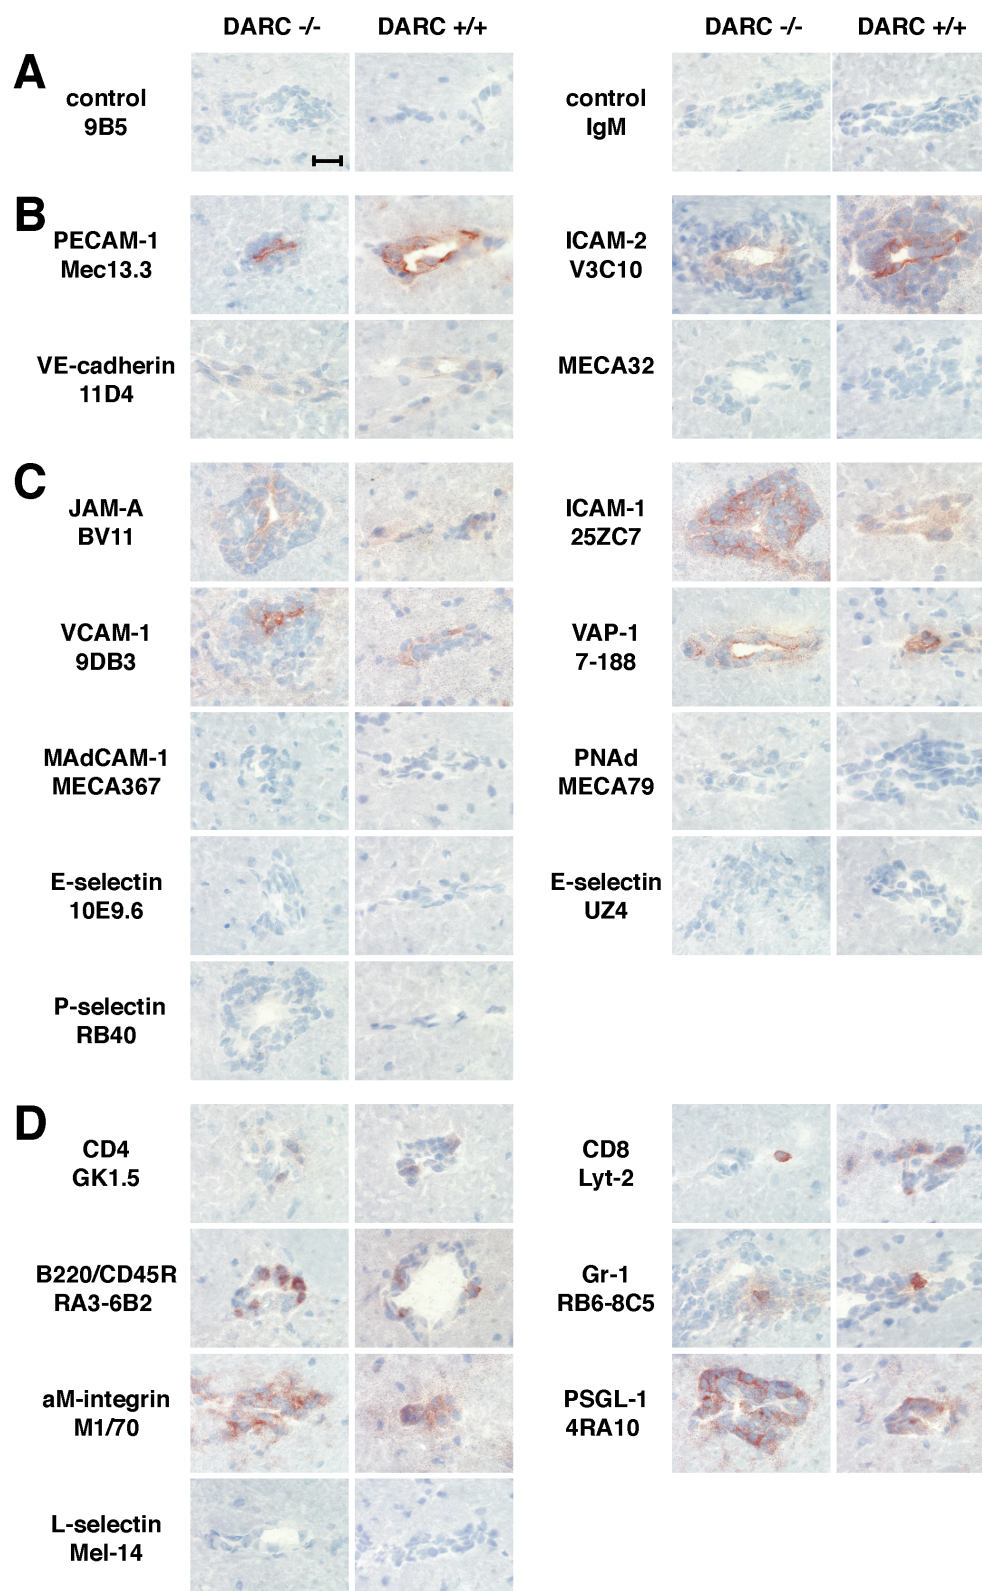 DARC -/- DARC +/+ DARC -/- DARC +/+
A
control
9B5
control
IgM
B
PECAM-1
Mec13.3
ICAM-2
V3C10
VE-cadherin
11D4
MECA32
C
JAM-A
BV11
ICAM-1
25ZC7
VCAM-1
9DB3
VAP-1
7-188
MAdCAM-1
MECA367
PNAd
MECA79
E-selectin
10E9.6
E-selectin
UZ4
P-selectin
RB40
D
CD4
GK1.5
CD8
Lyt-2
B220/CD45R
RA3-6B2
Gr-1
RB6-8C5
aM-integrin
M1/70
PSGL-1
4RA10
L-selectin
Mel-14